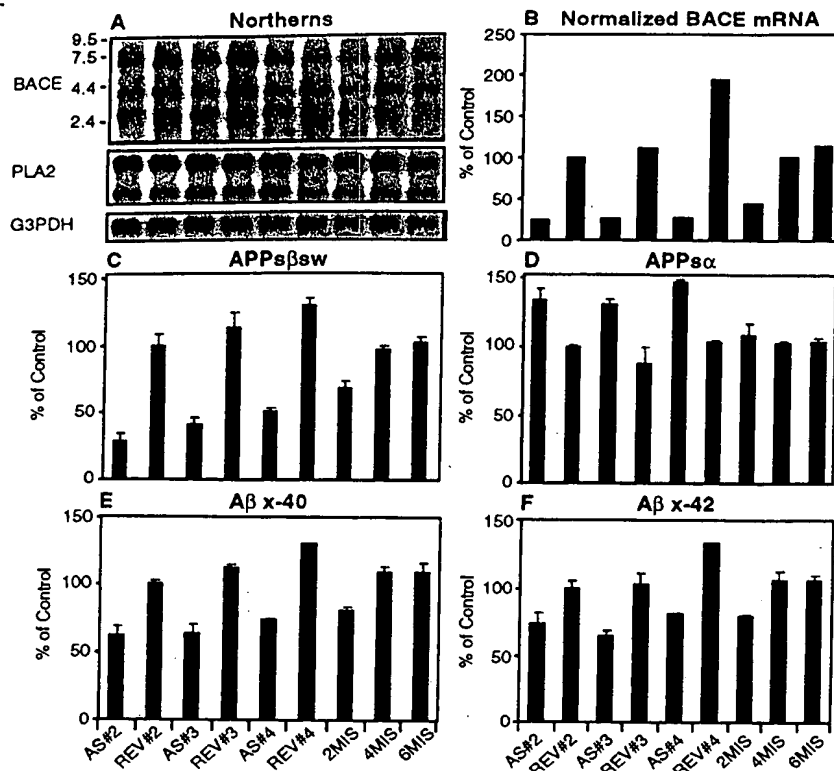 A Northerns
9.5 -
7.5 -
BACE
4.4 -
2.4 -
PLA2
G3PDH
B Normalized BACE mRNA
% of Control
250
200
150
100
50
0
C APPsβsw
% of Control
150
100
50
0
D APPsα
% of Control
150
100
50
0
E Aβ x-40
% of Control
150
100
50
0
AS#2 REV#2 AS#3 REV#3 AS#4 REV#4 2MIS 4MIS 6MIS
F Aβ x-42
% of Control
150
100
50
0
AS#2 REV#2 AS#3 REV#3 AS#4 REV#4 2MIS 4MIS 6MIS